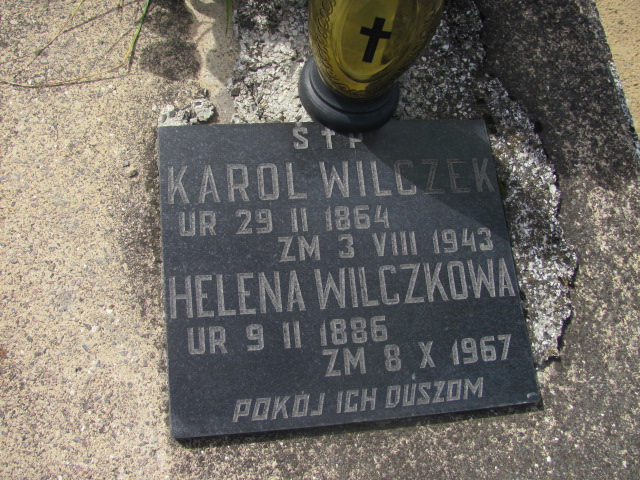 Ś † P
KAROL WILCZEK
UR 29 II 1864
ZM 3 VIII 1943
HELENA WILCZKOWA
UR 9 II 1886
ZM 8 X 1967
POKÓJ ICH DUSZOM